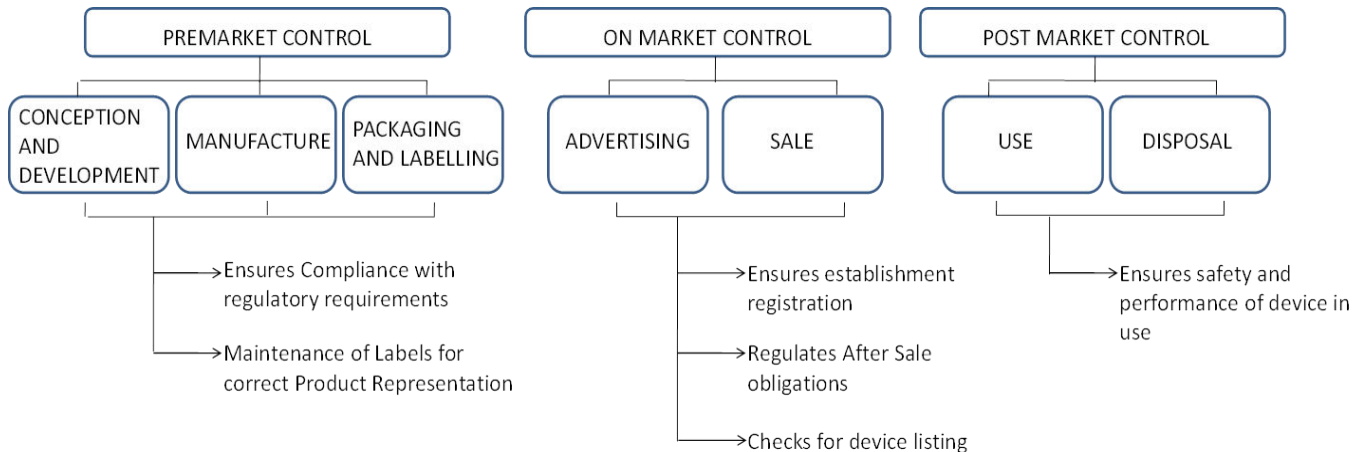 PREMARKET CONTROL
ON MARKET CONTROL
POST MARKET CONTROL
CONCEPTION
AND
DEVELOPMENT
MANUFACTURE
PACKAGING
AND LABELLING
ADVERTISING
SALE
USE
DISPOSAL
Ensures Compliance with
regulatory requirements
Maintenance of Labels for
correct Product Representation
Ensures establishment
registration
Regulates After Sale
obligations
Checks for device listing
Ensures safety and
performance of device in
use